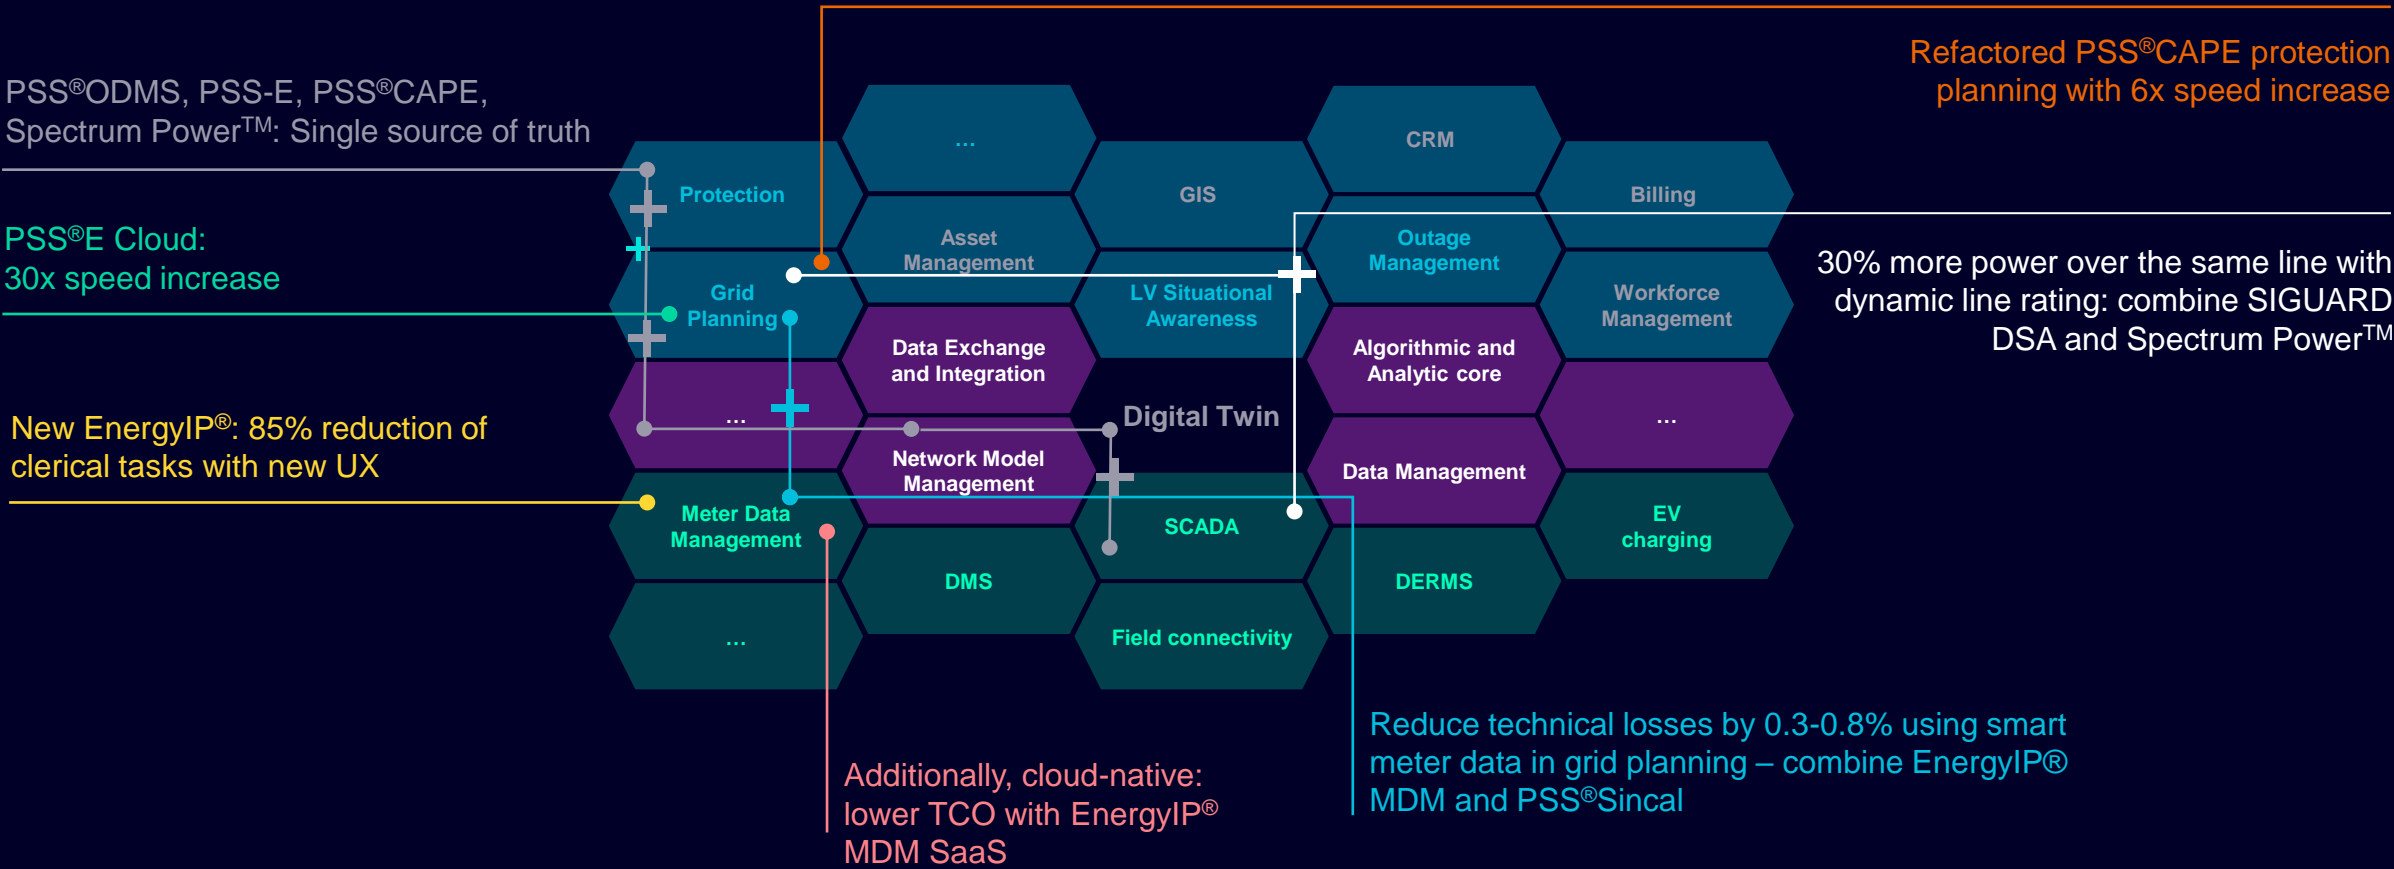 Refactored PSS®CAPE protection
planning with 6x speed increase
PSS®ODMS, PSS-E, PSS®CAPE,
Spectrum Power™: Single source of truth
PSS®E Cloud:
30x speed increase
New EnergyIP®: 85% reduction of
clerical tasks with new UX
30% more power over the same line with
dynamic line rating: combine SIGUARD
DSA and Spectrum Power™
Protection
Grid
Planning
...
Meter Data
Management
...
...
Asset
Management
Data Exchange
and Integration
Network Model
Management
DMS
GIS
LV Situational
Awareness
Digital Twin
SCADA
Field connectivity
CRM
Outage
Management
Algorithmic and
Analytic core
Data Management
DERMS
Billing
Workforce
Management
...
EV
charging
Additionally, cloud-native:
lower TCO with EnergyIP®
MDM SaaS
Reduce technical losses by 0.3-0.8% using smart
meter data in grid planning – combine EnergyIP®
MDM and PSS®Sincal